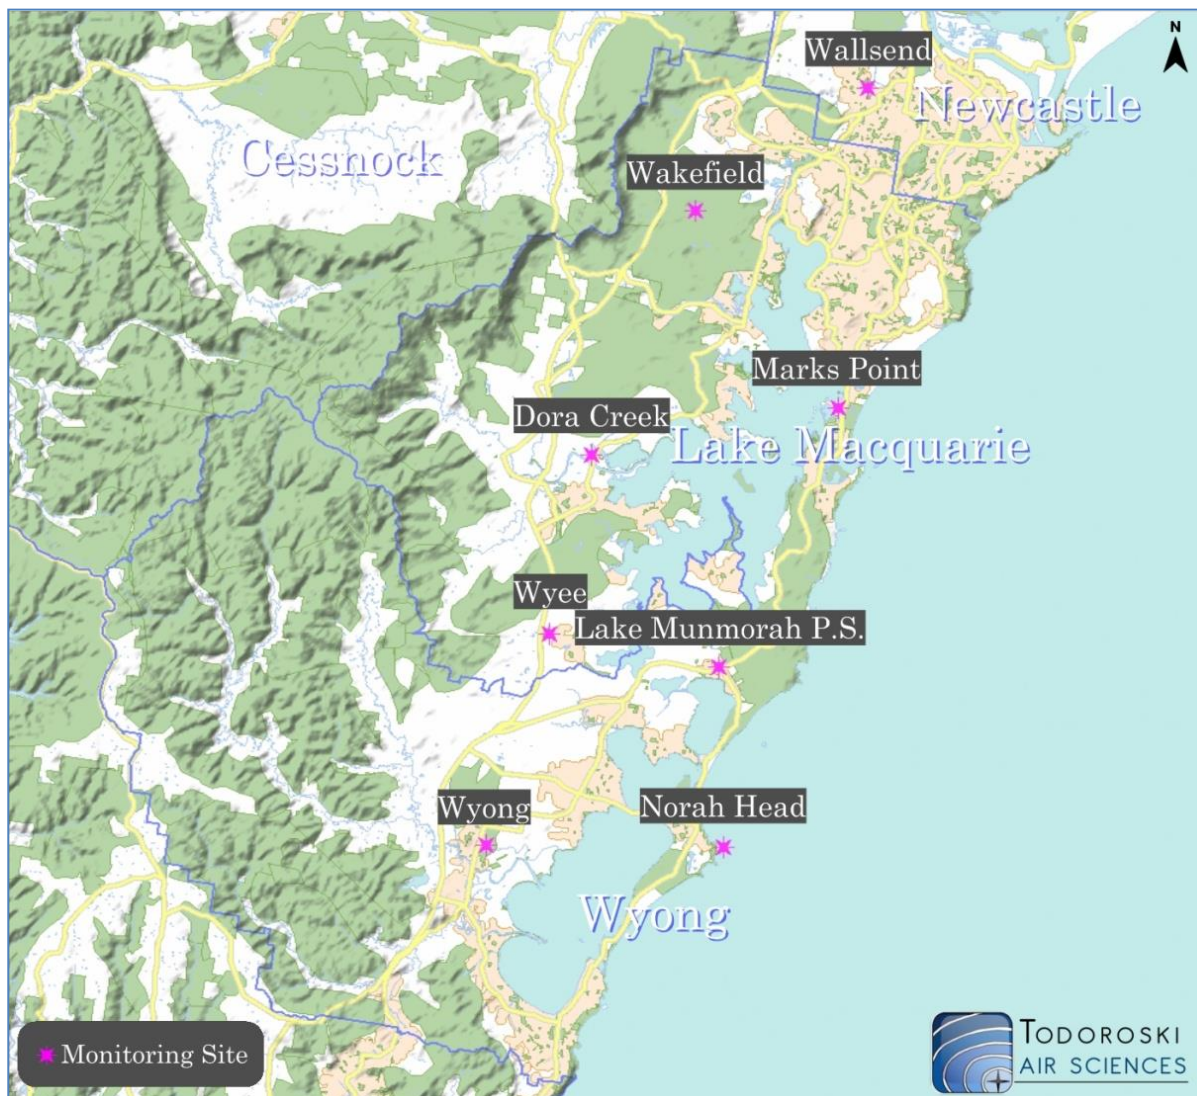 N
Wallsend
Newcastle
Cessnock
Wakefield
Marks Point
Dora Creek
Lake Macquarie
Wyee
Lake Munmorah P.S.
Wyong
Norah Head
Wyong
Monitoring Site
TODOROSKI
AIR SCIENCES